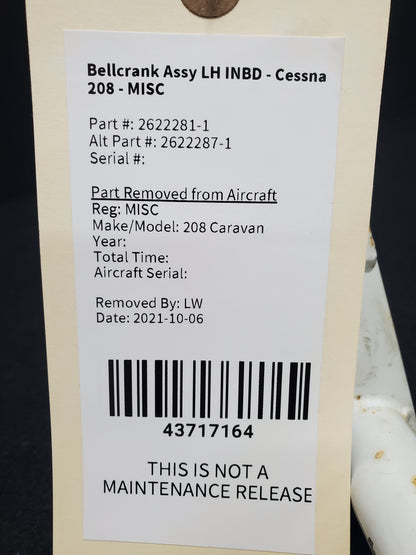 Bellcrank Assy LH INBD - Cessna
208 - MISC
Part #: 2622281-1
Alt Part #: 2622287-1
Serial #:
Part Removed from Aircraft
Reg: MISC
Make/Model: 208 Caravan
Year:
Total Time:
Aircraft Serial:
Removed By: LW
Date: 2021-10-06
43717164
THIS IS NOT A
MAINTENANCE RELEASE